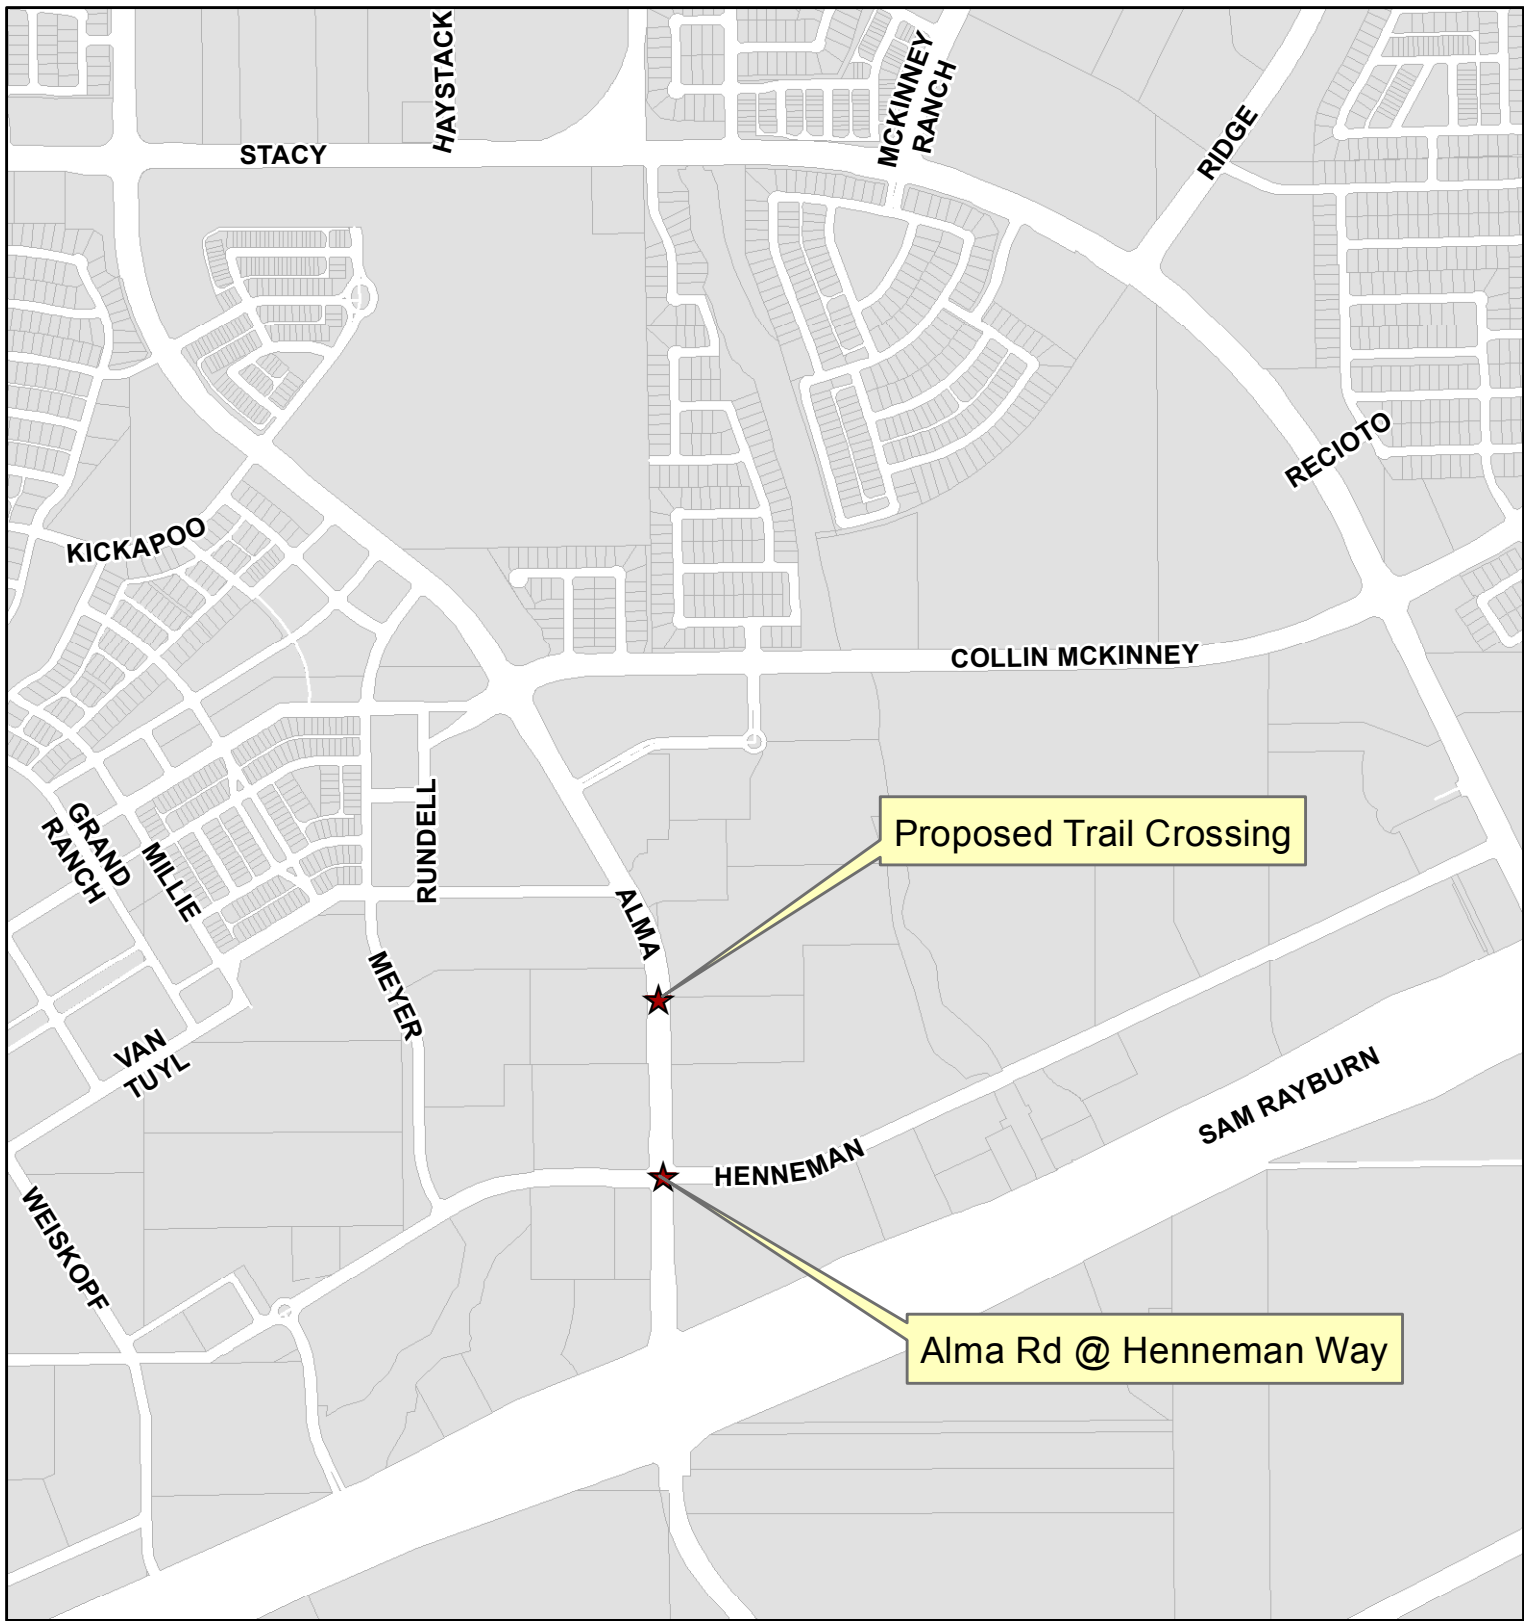 HAYSTACK
MCKINNEY
RANCH
RIDGE
STACY
RECIOTO
KICKAPOO
COLLIN MCKINNEY
GRAND
RANCH
MILLIE
RUNDELL
Proposed Trail Crossing
ALMA
MEYER
VAN
TUYL
SAM RAYBURN
HENNEMAN
WEISKOPF
Alma Rd @ Henneman Way